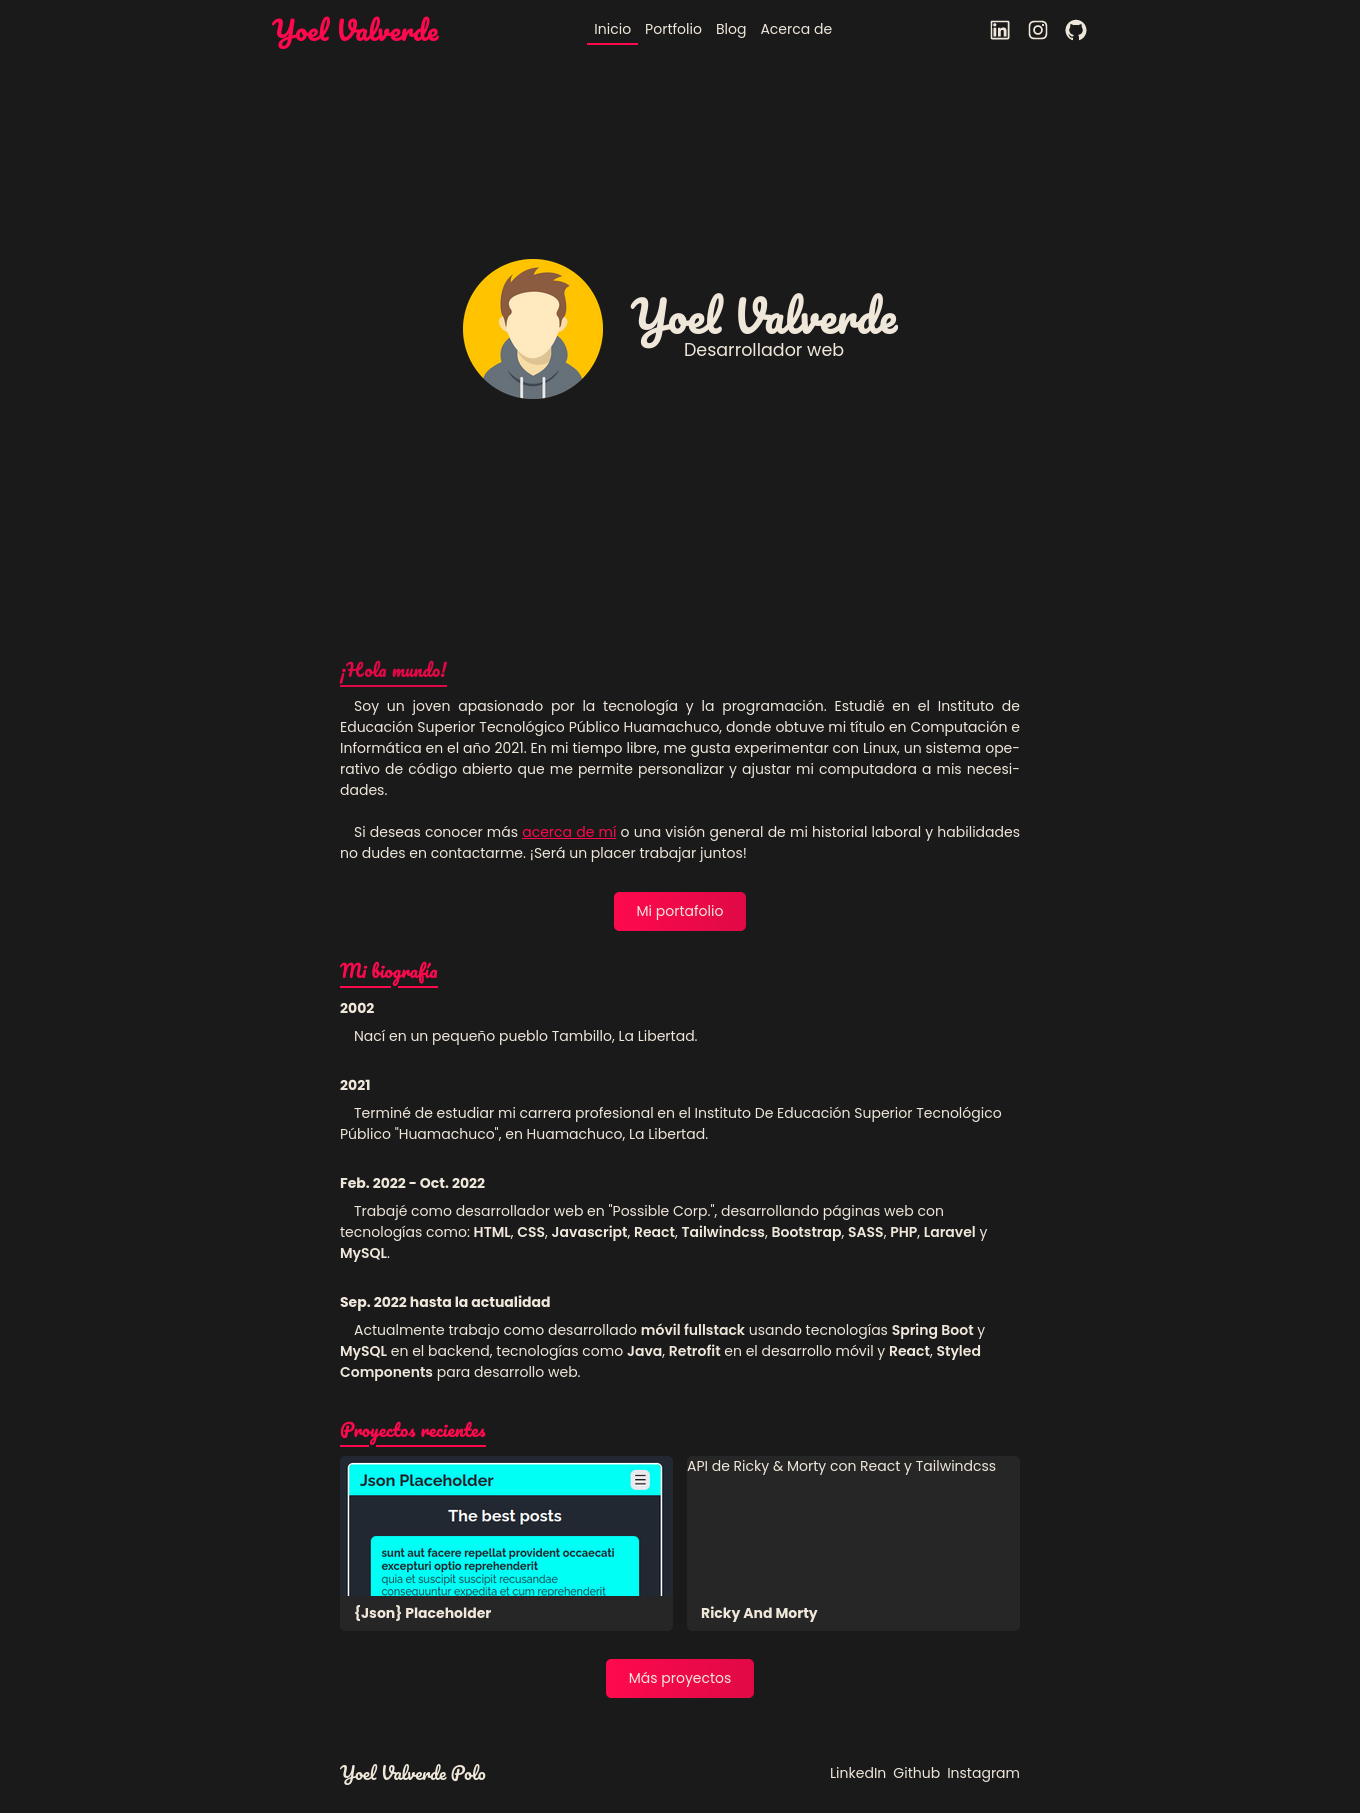 Yoel Valverde
Inicio Portfolio Blog Acerca de
Yoel Valverde
Desarrollador web
¡Hola mundo!
Soy un joven apasionado por la tecnología y la programación. Estudié en el Instituto de
Educación Superior Tecnológico Público Huamachuco, donde obtuve mi título en Computación e
Informática en el año 2021. En mi tiempo libre, me gusta experimentar con Linux, un sistema ope-
rativo de código abierto que me permite personalizar y ajustar mi computadora a mis necesi-
dades.
Si deseas conocer más acerca de mí o una visión general de mi historial laboral y habilidades
no dudes en contactarme. ¡Será un placer trabajar juntos!
Mi portafolio
Mi biografía
2002
Nací en un pequeño pueblo Tambillo, La Libertad.
2021
Terminé de estudiar mi carrera profesional en el Instituto De Educación Superior Tecnológico
Público "Huamachuco", en Huamachuco, La Libertad.
Feb. 2022 - Oct. 2022
Trabajé como desarrollador web en "Possible Corp.", desarrollando páginas web con
tecnologías como: HTML, CSS, Javascript, React, Tailwindcss, Bootstrap, SASS, PHP, Laravel y
MySQL.
Sep. 2022 hasta la actualidad
Actualmente trabajo como desarrollado móvil fullstack usando tecnologías Spring Boot y
MySQL en el backend, tecnologías como Java, Retrofit en el desarrollo móvil y React, Styled
Components para desarrollo web.
Proyectos recientes
Json Placeholder
The best posts
sunt aut facere repellat provident occaecati
excepturi optio reprehenderit
quia et suscipit suscipit recusandae
consequuntur expedita et cum reprehenderit
{Json} Placeholder
API de Ricky & Morty con React y Tailwindcss
Ricky And Morty
Más proyectos
Yoel Valverde Polo
LinkedIn Github Instagram